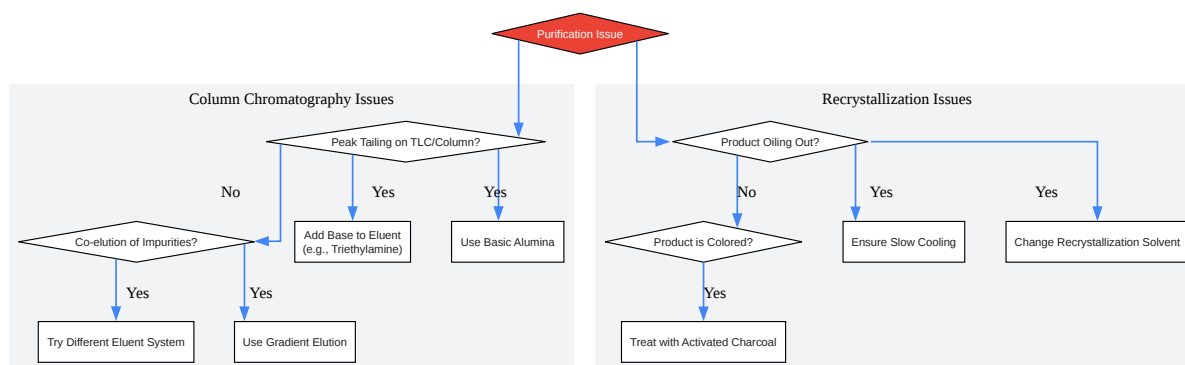 Purification Issue
Column Chromatography Issues
Peak Tailing on TLC/Column?
No
Yes
Yes
Co-elution of Impurities?
Add Base to Eluent
(e.g., Triethylamine)
Use Basic Alumina
Yes
Yes
Try Different Eluent System
Use Gradient Elution
Recrystallization Issues
Product Oiling Out?
No
Yes
Yes
Product is Colored?
Ensure Slow Cooling
Change Recrystallization Solvent
Yes
Treat with Activated Charcoal